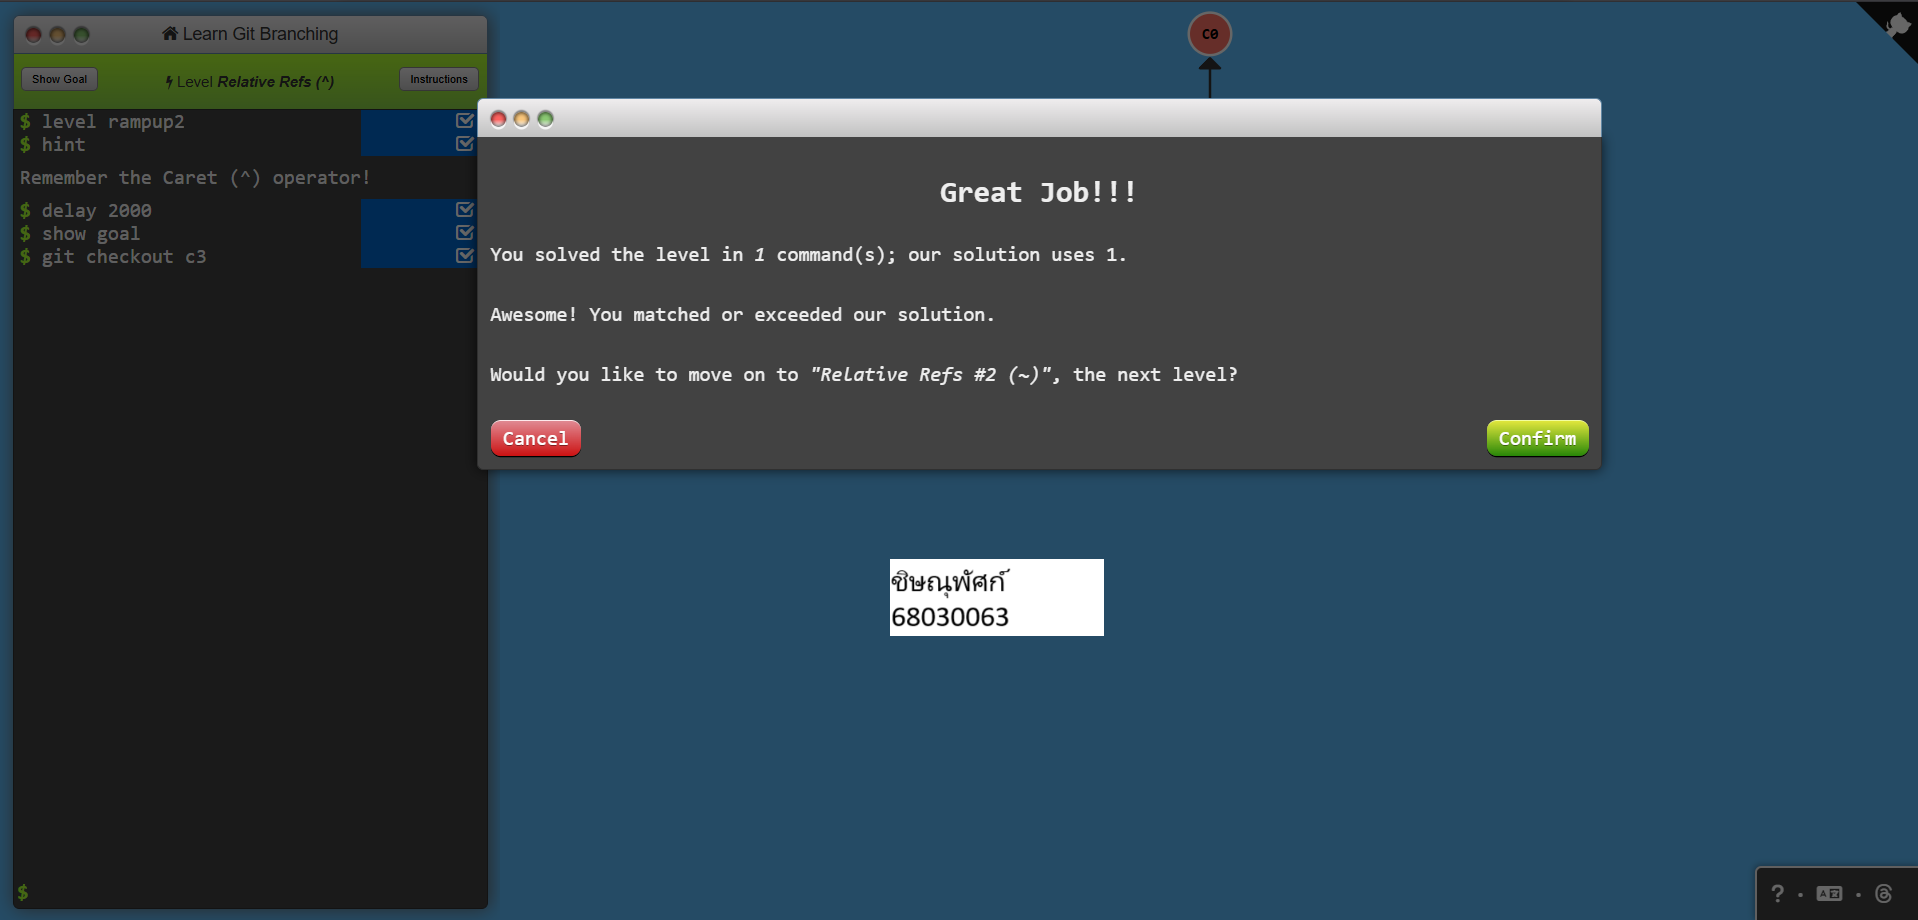 Learn Git Branching
Show Goal
Level Relative Refs (^)
Instructions
$ level rampup2
$ hint
Remember the Caret (^) operator!
$ delay 2000
$ show goal
$ git checkout c3
$
C0
Great Job!!!
You solved the level in 1 command(s); our solution uses 1.
Awesome! You matched or exceeded our solution.
Would you like to move on to "Relative Refs #2 (~)", the next level?
Cancel
Confirm
ชิษณุพัศก์
68030063
?